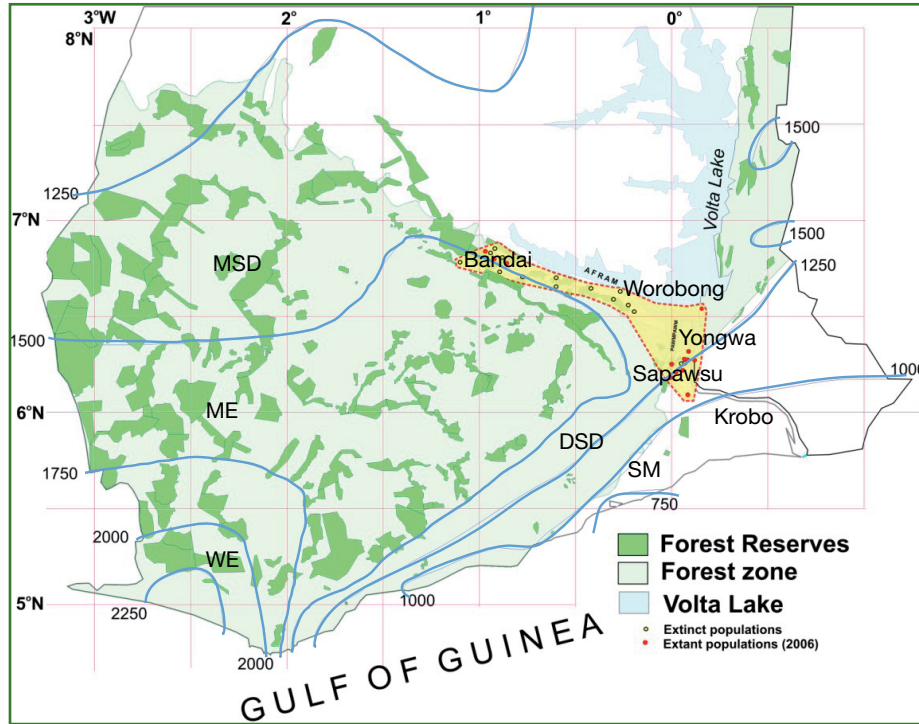 3°W 2° 1° 0°
8°N
1500
Volta Lake
1250
7°N
1500
MSD
Bandai
AFRAM
1250
Worobong
1500
Yongwa
Sapawsu
1000
6°N
ME
Krobo
DSD
SM
1750
750
2000
WE
Forest Reserves
Forest zone
5°N
2250
1000
Volta Lake
Extinct populations
Extant populations (2006)
2000
GULF OF GUINEA